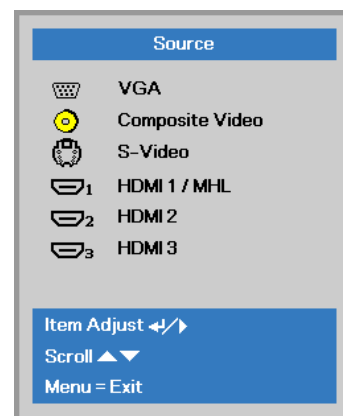 Source
VGA
Composite Video
S-Video
1 HDMI 1 / MHL
2 HDMI 2
3 HDMI 3
Item Adjust ↵/▶
Scroll ▲▼
Menu = Exit